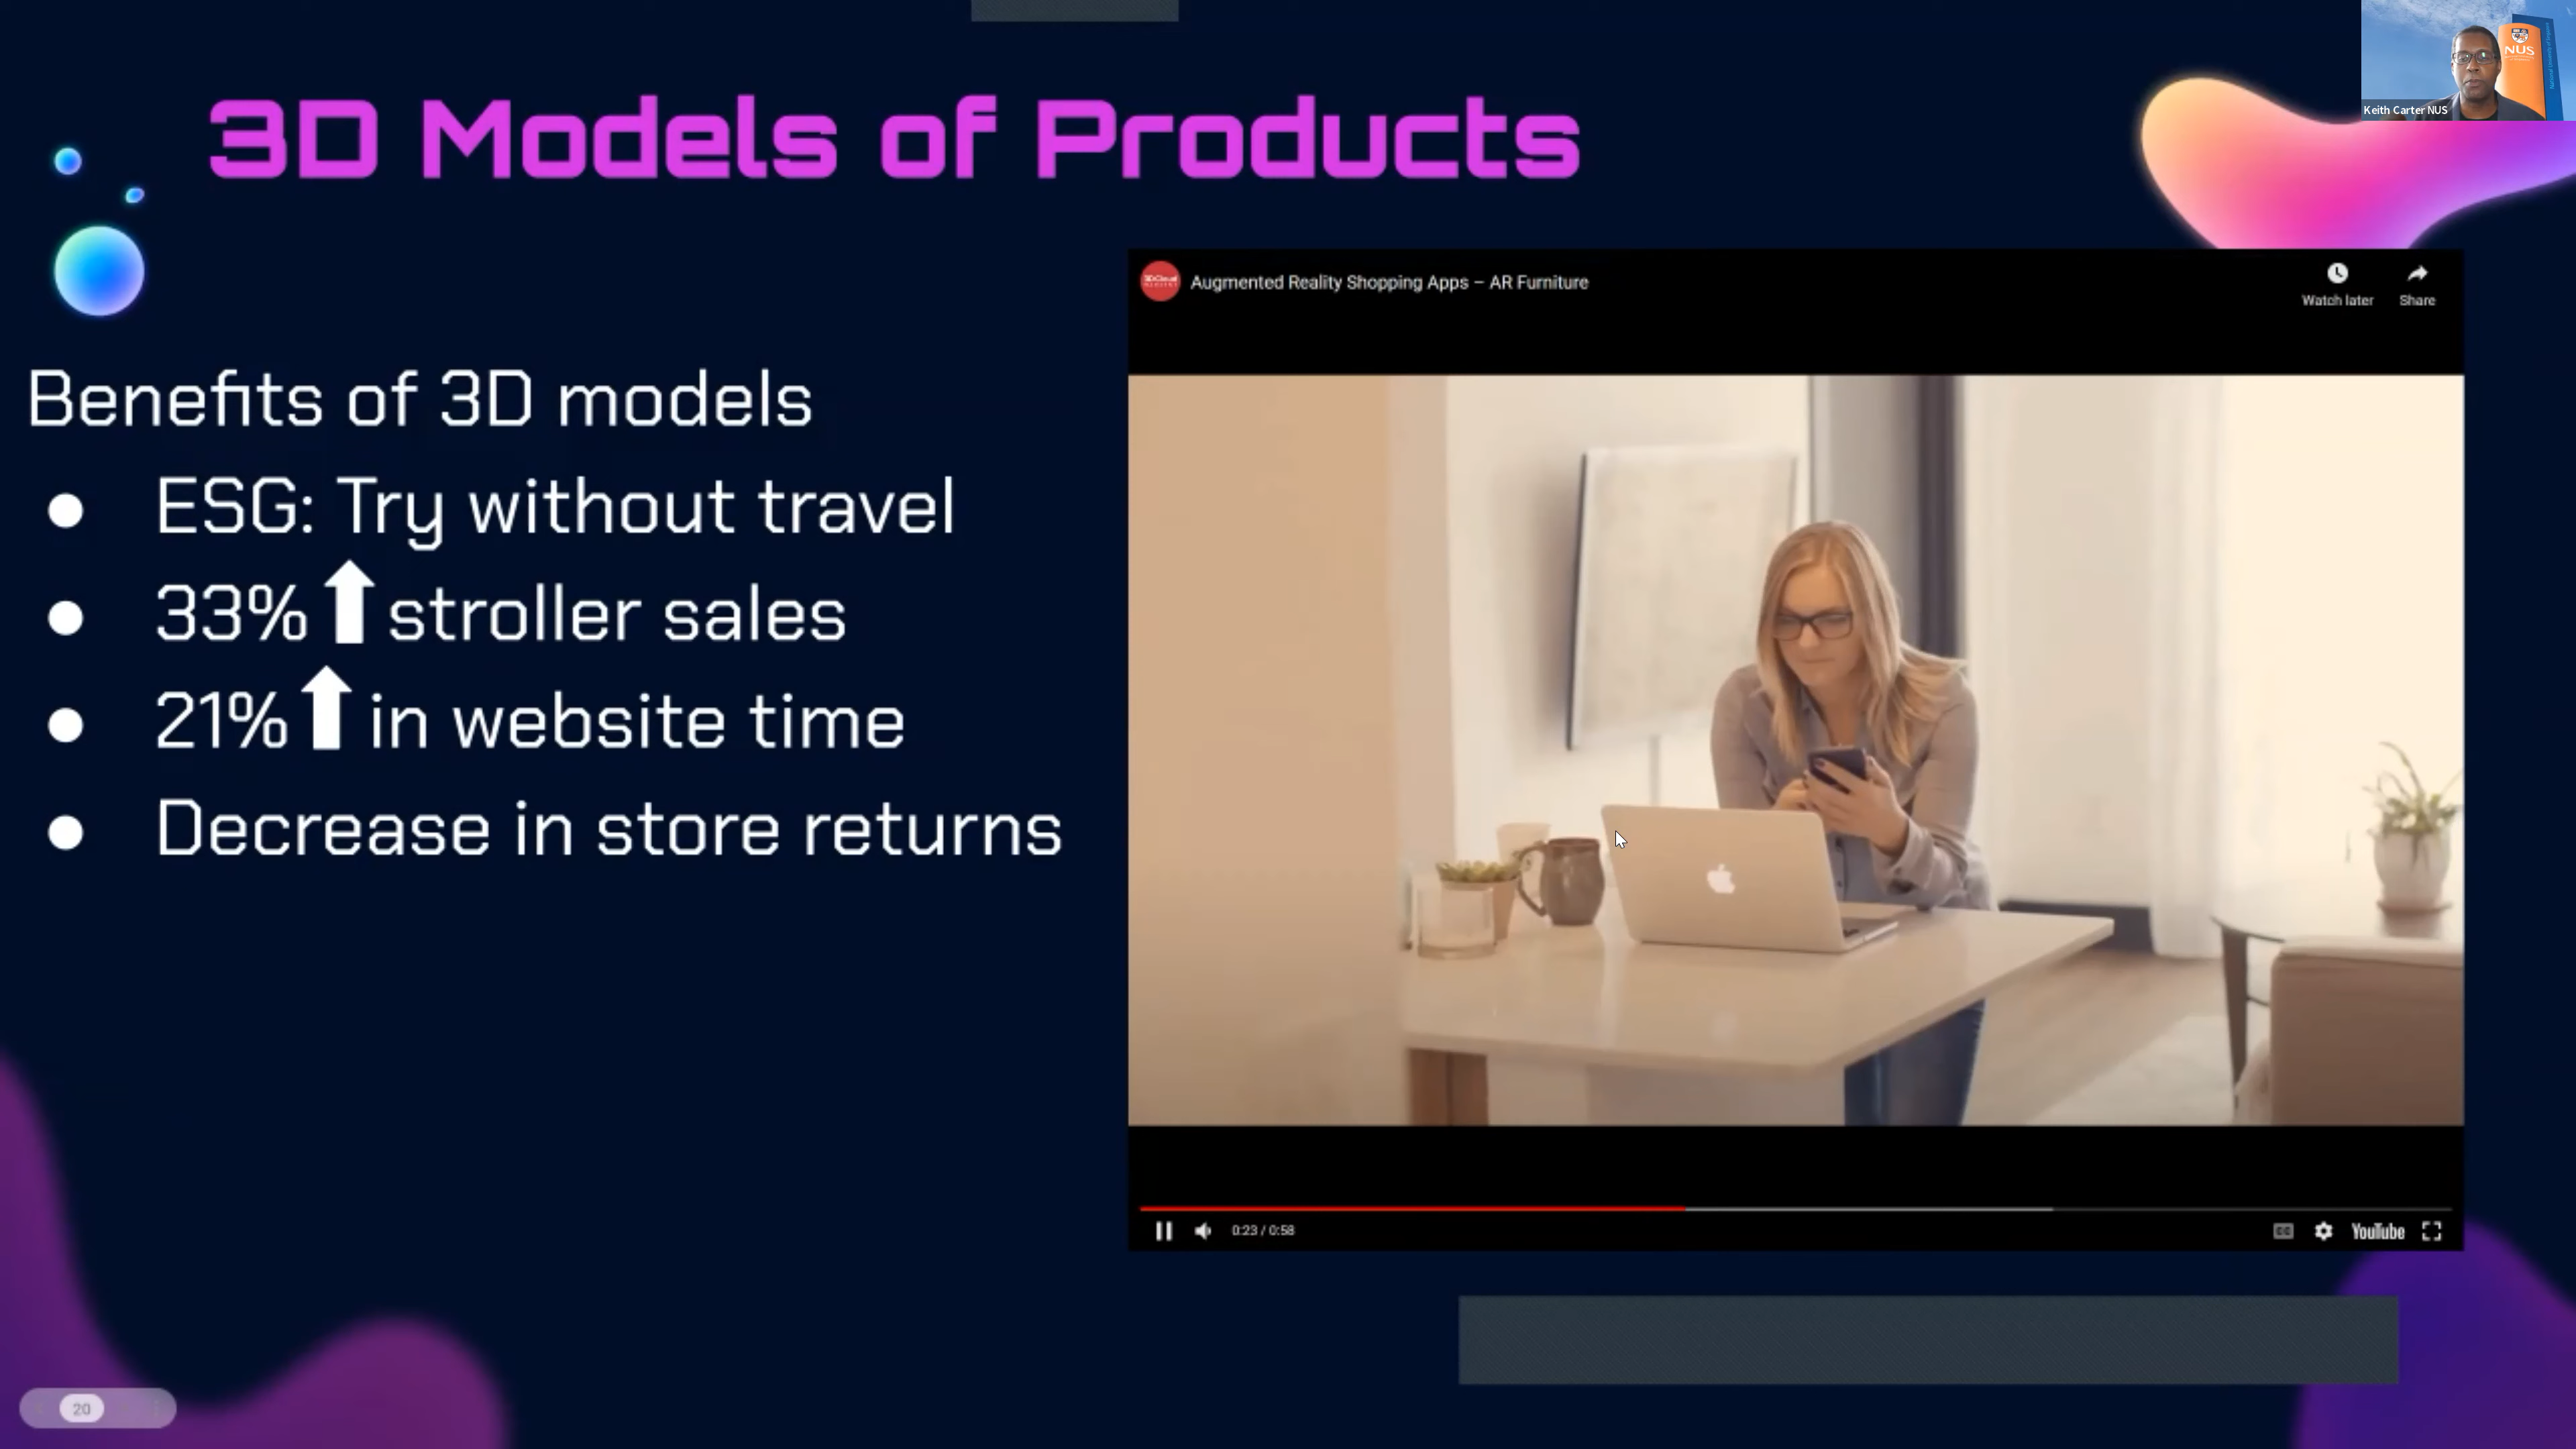 3D Models of Products
NUS
Keith Carter NUS
Augmented Reality Shopping Apps – AR Furniture
Watch later
Share
Benefits of 3D models
● ESG: Try without travel
● 33% ⬆ stroller sales
● 21% ⬆ in website time
● Decrease in store returns
0:23 / 0:58
CC
YouTube
20